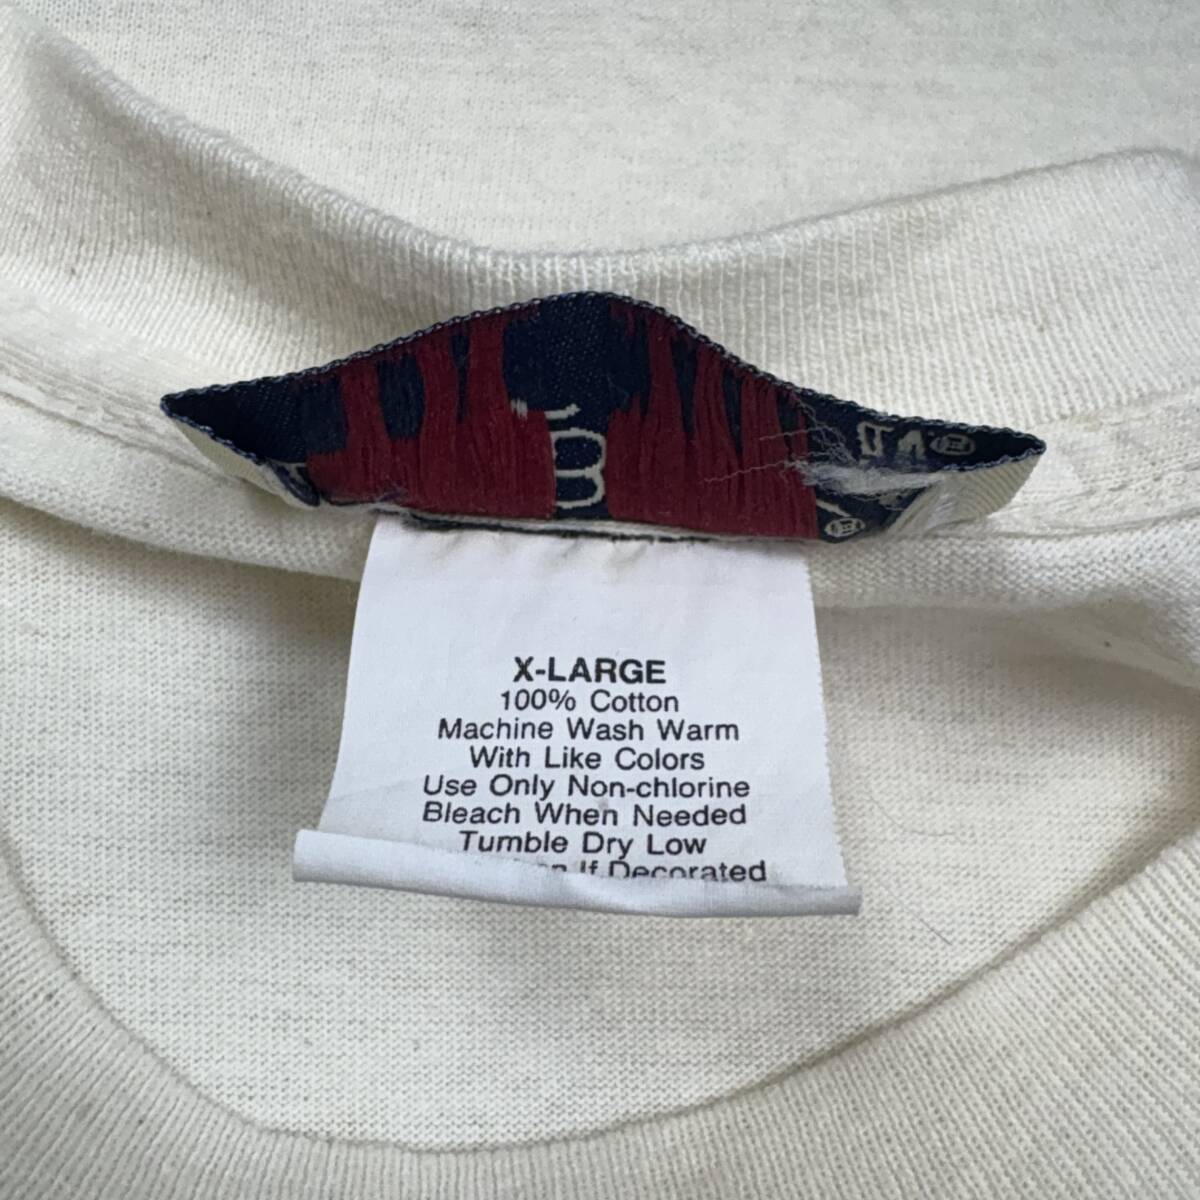 X-LARGE
100% Cotton
Machine Wash Warm
With Like Colors
Use Only Non-chlorine
Bleach When Needed
Tumble Dry Low
If Decorated